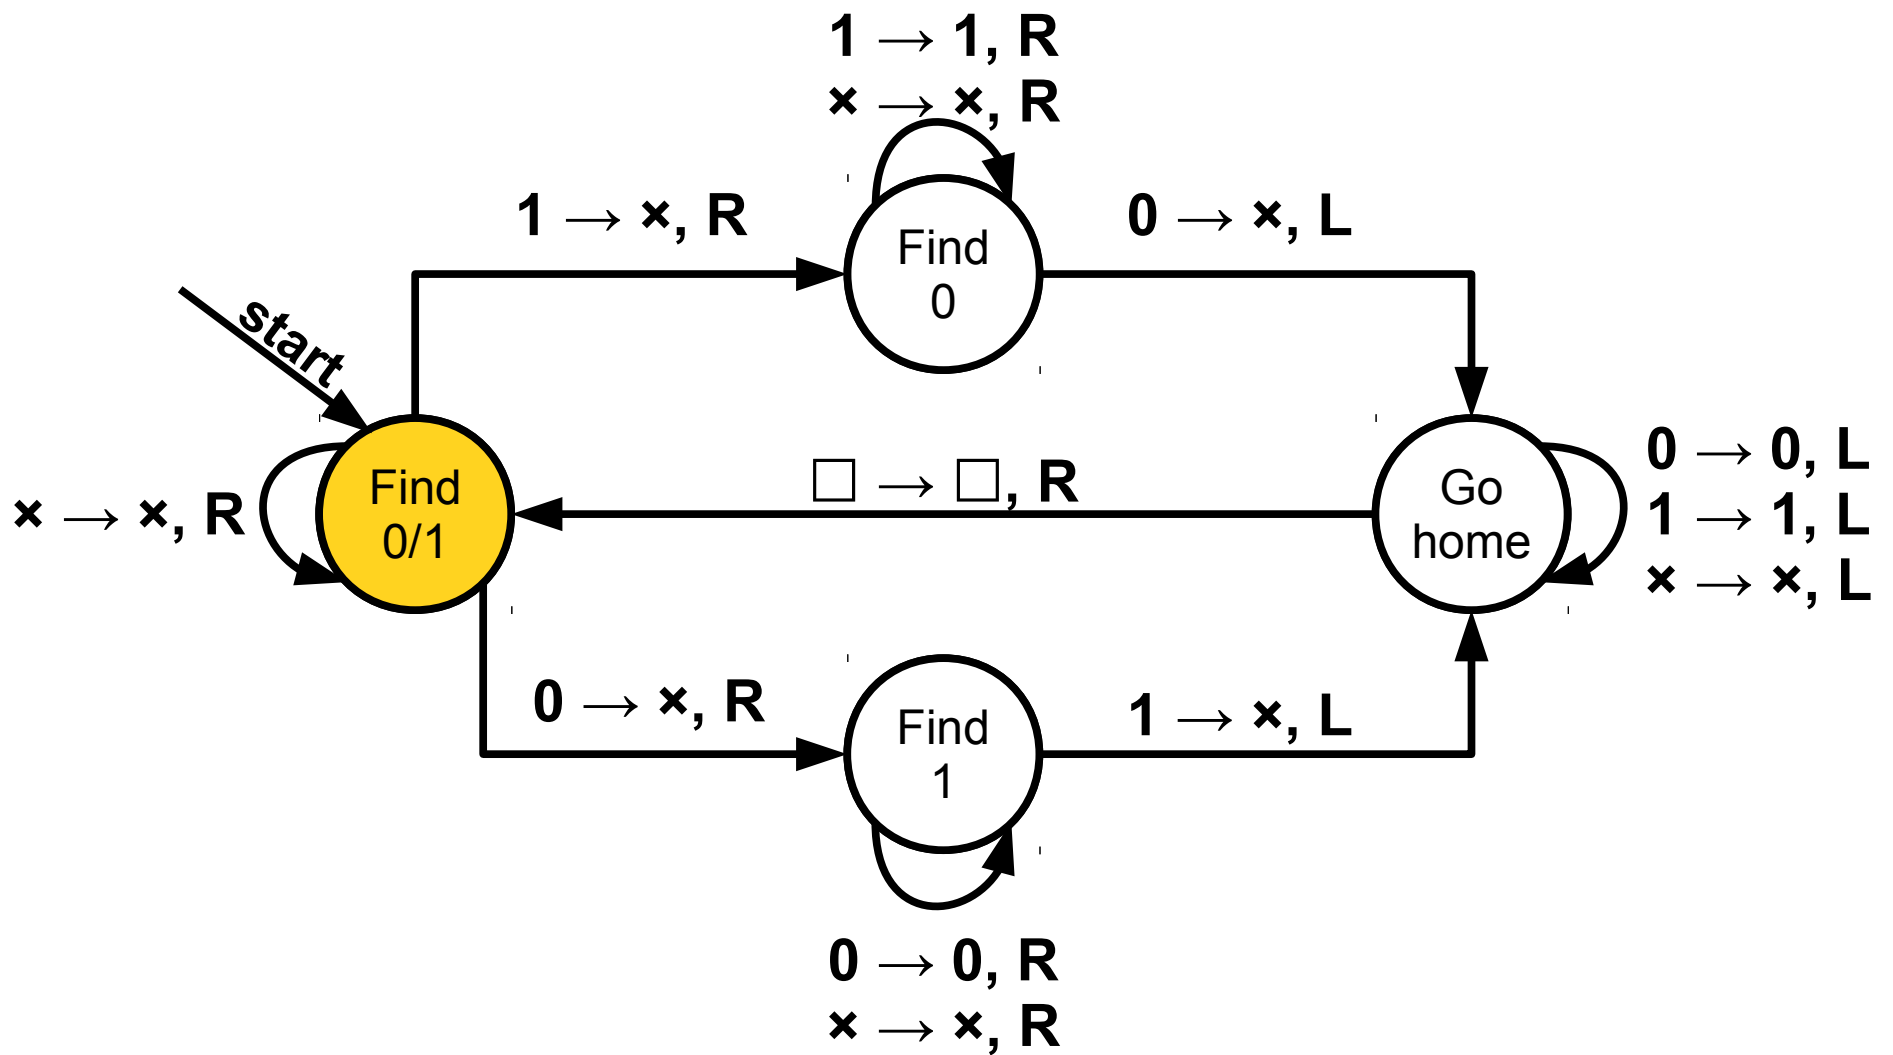 1 → 1, R
× → ×, R
1 → ×, R
0 → ×, L
Find
0
start
Find
0/1
× → ×, R
□ → □, R
Go
home
0 → 0, L
1 → 1, L
× → ×, L
0 → ×, R
Find
1
1 → ×, L
0 → 0, R
× → ×, R